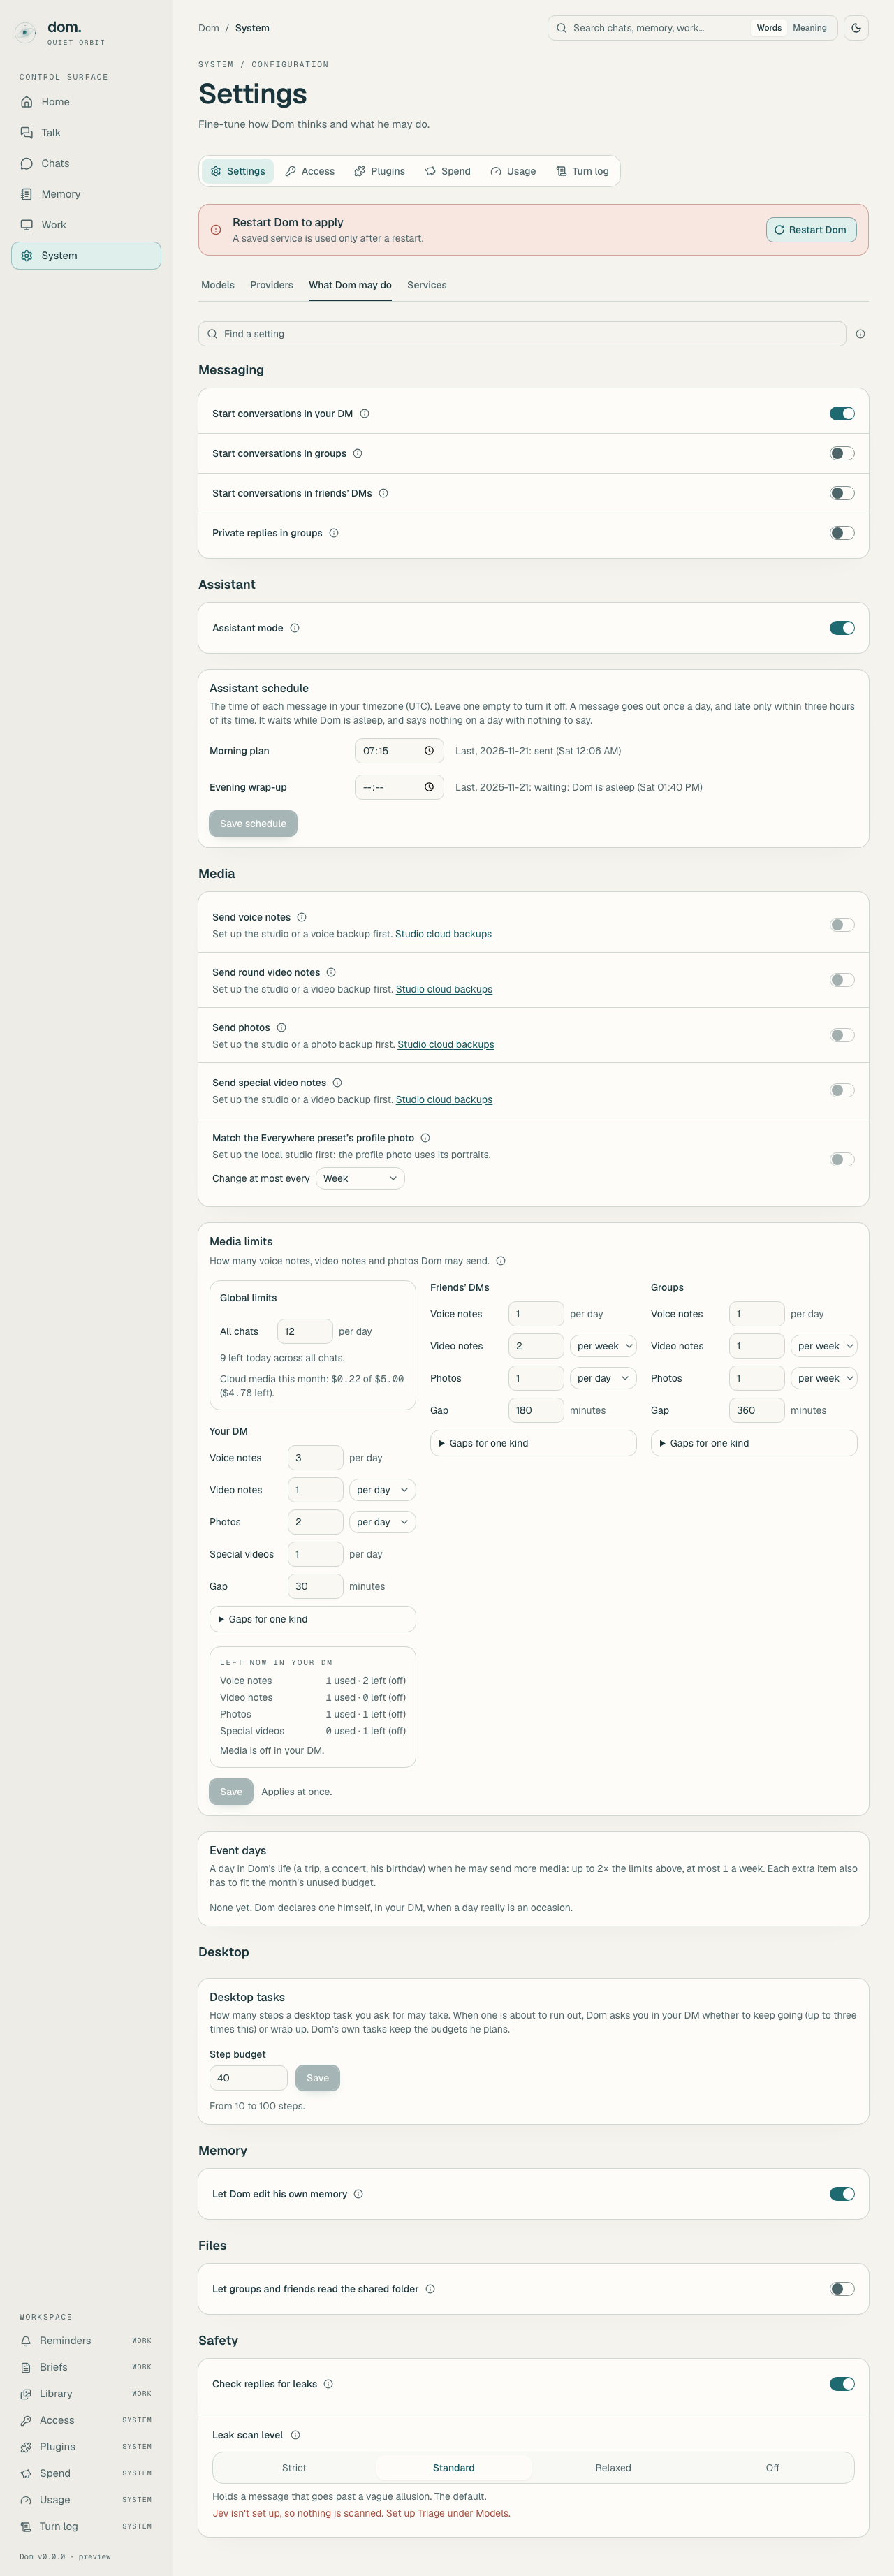 dom.
QUIET ORBIT
CONTROL SURFACE
Home
Talk
Chats
Memory
Work
System
Dom / System
Search chats, memory, work...
Words Meaning
SYSTEM / CONFIGURATION
Settings
Fine-tune how Dom thinks and what he may do.
Settings Access Plugins Spend Usage Turn log
Restart Dom to apply
A saved service is used only after a restart.
Restart Dom
Models Providers What Dom may do Services
Find a setting
Messaging
Start conversations in your DM
Start conversations in groups
Start conversations in friends' DMs
Private replies in groups
Assistant
Assistant mode
Assistant schedule
The time of each message in your timezone (UTC). Leave one empty to turn it off. A message goes out once a day, and late only within three hours
of its time. It waits while Dom is asleep, and says nothing on a day with nothing to say.
Morning plan 07:15 Last, 2026-11-21: sent (Sat 12:06 AM)
Evening wrap-up --:-- Last, 2026-11-21: waiting: Dom is asleep (Sat 01:40 PM)
Save schedule
Media
Send voice notes
Set up the studio or a voice backup first. Studio cloud backups
Send round video notes
Set up the studio or a video backup first. Studio cloud backups
Send photos
Set up the studio or a photo backup first. Studio cloud backups
Send special video notes
Set up the studio or a video backup first. Studio cloud backups
Match the Everywhere preset's profile photo
Set up the local studio first: the profile photo uses its portraits.
Change at most every Week
Media limits
How many voice notes, video notes and photos Dom may send.
Global limits
All chats 12 per day
9 left today across all chats.
Cloud media this month: $0.22 of $5.00
($4.78 left).
Your DM
Voice notes 3 per day
Video notes 1 per day
Photos 2 per day
Special videos 1 per day
Gap 30 minutes
Gaps for one kind
LEFT NOW IN YOUR DM
Voice notes 1 used · 2 left (off)
Video notes 1 used · 0 left (off)
Photos 1 used · 1 left (off)
Special videos 0 used · 1 left (off)
Media is off in your DM.
Friends' DMs
Voice notes 1 per day
Video notes 2 per week
Photos 1 per day
Gap 180 minutes
Gaps for one kind
Groups
Voice notes 1 per day
Video notes 1 per week
Photos 1 per week
Gap 360 minutes
Gaps for one kind
Save Applies at once.
Event days
A day in Dom's life (a trip, a concert, his birthday) when he may send more media: up to 2× the limits above, at most 1 a week. Each extra item also
has to fit the month's unused budget.
None yet. Dom declares one himself, in your DM, when a day really is an occasion.
Desktop
Desktop tasks
How many steps a desktop task you ask for may take. When one is about to run out, Dom asks you in your DM whether to keep going (up to three
times this) or wrap up. Dom's own tasks keep the budgets he plans.
Step budget
40 Save
From 10 to 100 steps.
Memory
Let Dom edit his own memory
Files
Let groups and friends read the shared folder
Safety
Check replies for leaks
Leak scan level
Strict Standard Relaxed Off
Holds a message that goes past a vague allusion. The default.
Jev isn't set up, so nothing is scanned. Set up Triage under Models.
WORKSPACE
Reminders WORK
Briefs WORK
Library WORK
Access SYSTEM
Plugins SYSTEM
Spend SYSTEM
Usage SYSTEM
Turn log SYSTEM
Dom v0.0.0 · preview